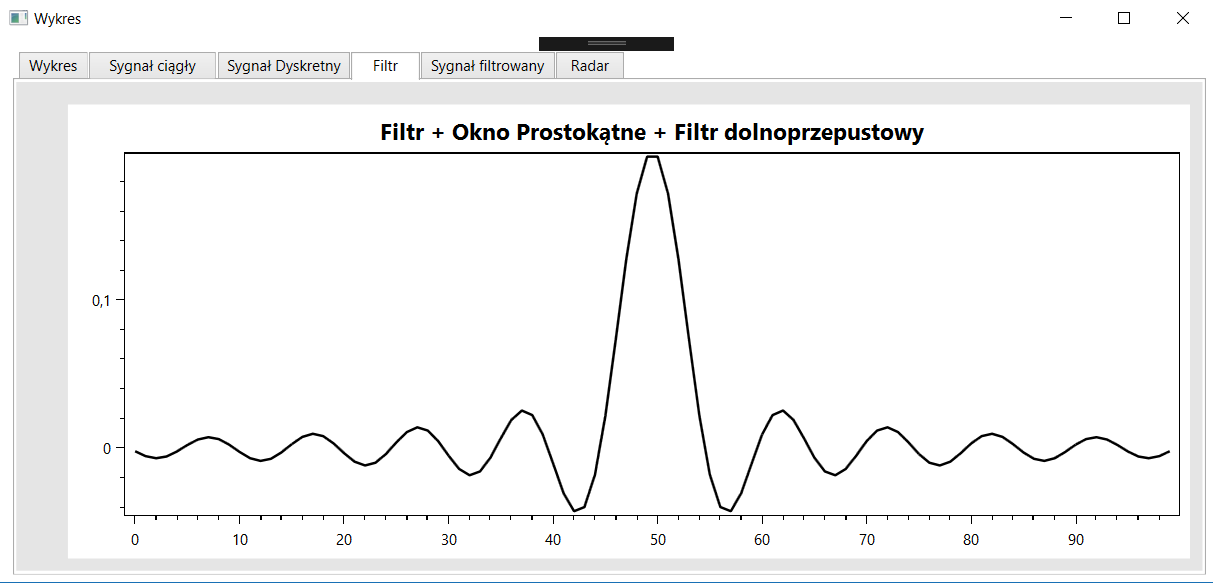 Wykres
Wykres Sygnał ciągły Sygnał Dyskretny Filtr Sygnał filtrowany Radar
Filtr + Okno Prostokątne + Filtr dolnoprzepustowy
0,1
0
0 10 20 30 40 50 60 70 80 90